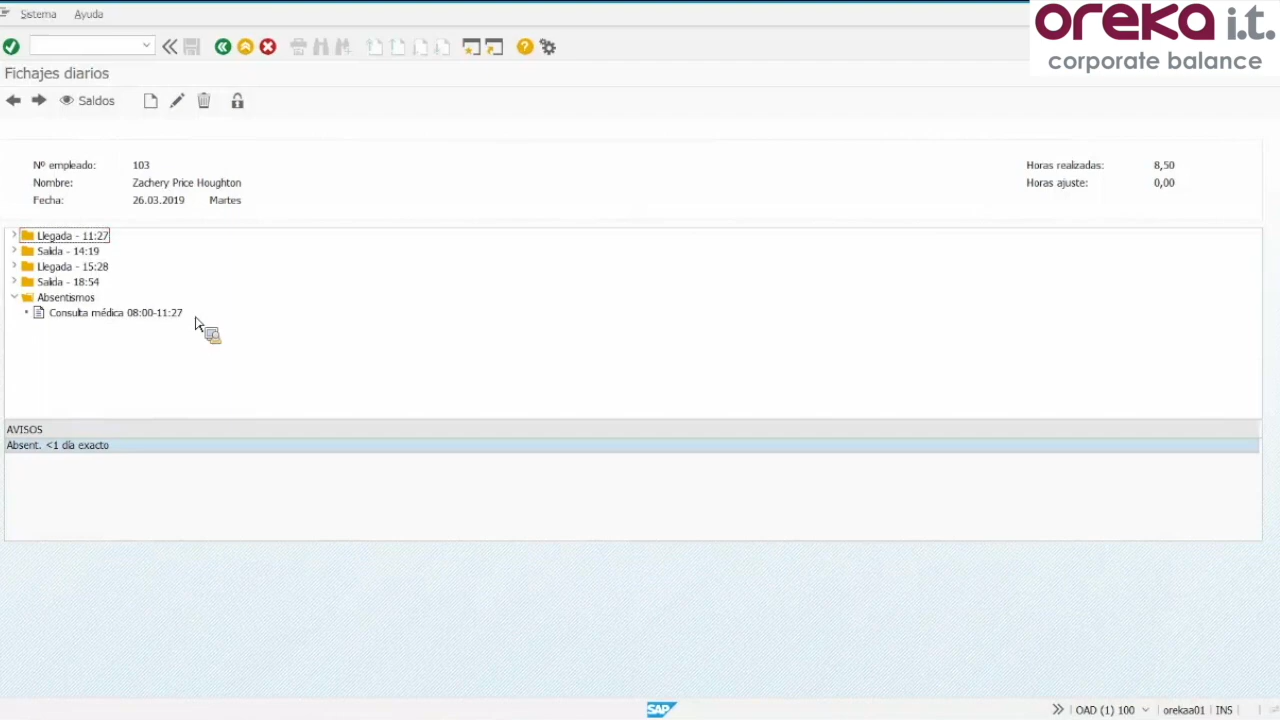 Sistema Ayuda
oreka i.t.
corporate balance
Fichajes diarios
Saldos
Nº empleado: 103 Horas realizadas: 8,50
Nombre: Zachery Price Houghton Horas ajuste: 0,00
Fecha: 26.03.2019 Martes
Llegada - 11:27
Salida - 14:19
Llegada - 15:28
Salida - 18:54
Absentismos
Consulta médica 08:00-11:27
AVISOS
Absent. <1 día exacto
SAP OAD (1) 100 orekaa01 INS